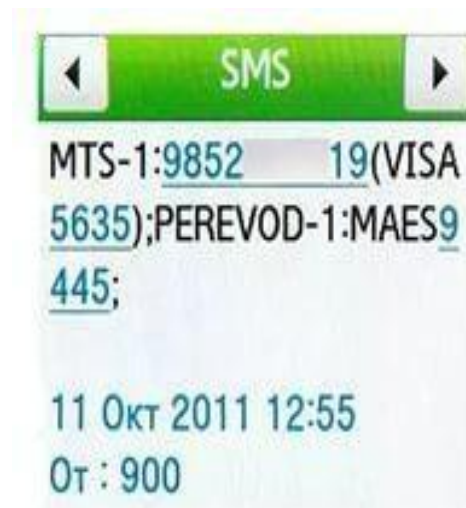 SMS
MTS-1:9852 19(VISA
5635);PEREVOD-1:MAES9
445;
11 Окт 2011 12:55
От : 900